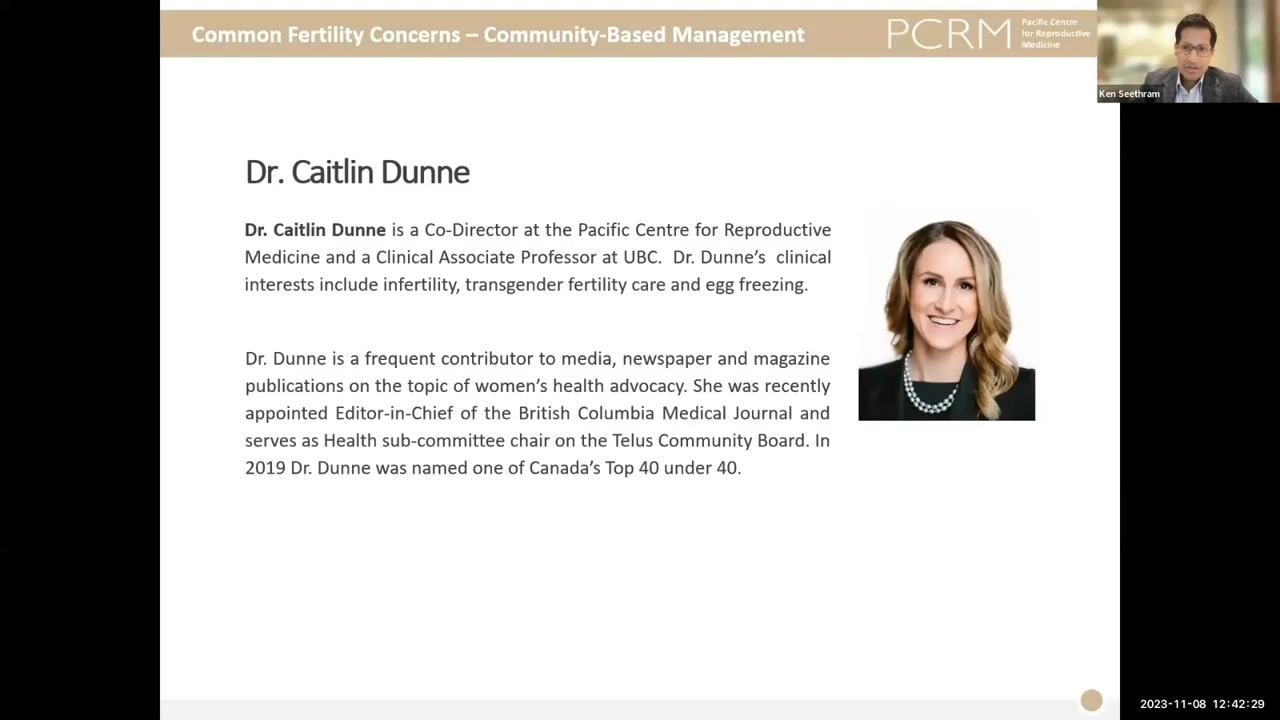 Common Fertility Concerns – Community-Based Management
PCRM
Pacific Centre
for Reproductive
Medicine
Ken Seethram
Dr. Caitlin Dunne
Dr. Caitlin Dunne is a Co-Director at the Pacific Centre for Reproductive
Medicine and a Clinical Associate Professor at UBC.  Dr. Dunne’s  clinical
interests include infertility, transgender fertility care and egg freezing.
Dr. Dunne is a frequent contributor to media, newspaper and magazine
publications on the topic of women’s health advocacy. She was recently
appointed Editor-in-Chief of the British Columbia Medical Journal and
serves as Health sub-committee chair on the Telus Community Board. In
2019 Dr. Dunne was named one of Canada’s Top 40 under 40.
2023-11-08 12:42:29